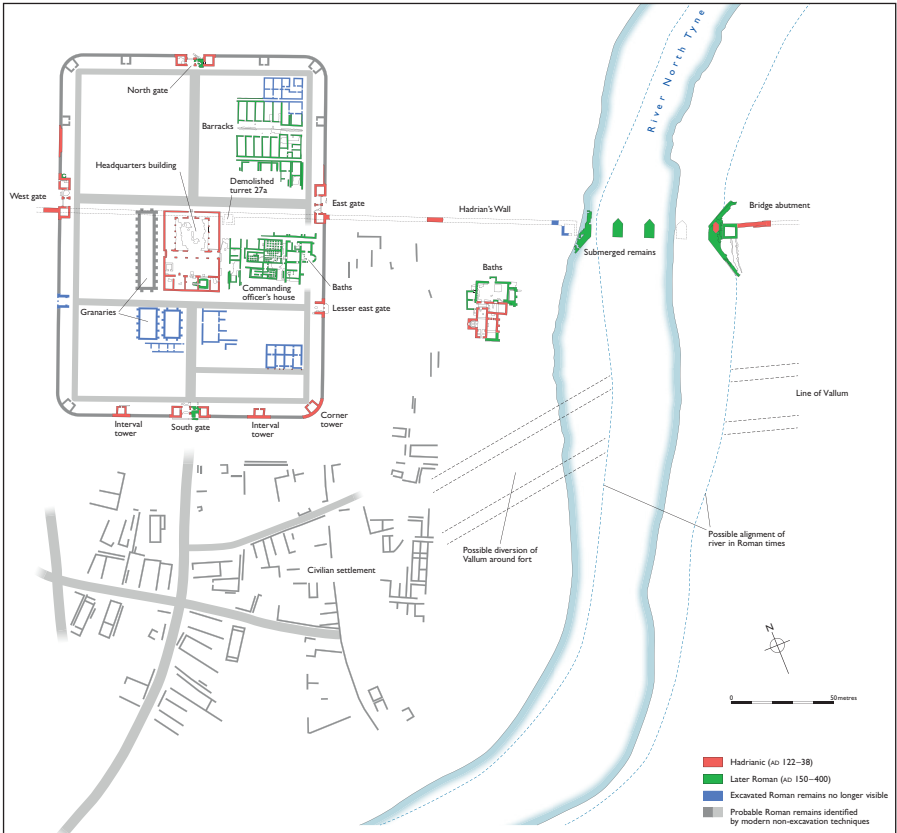 River North Tyne
North gate
Barracks
Headquarters building
Demolished
turret 27a
West gate
East gate
Hadrian's Wall
Bridge abutment
Submerged remains
Baths
Commanding
officer's house
Baths
Granaries
Lesser east gate
Line of Vallum
Interval
tower
South gate
Interval
tower
Corner
tower
Possible diversion of
Vallum around fort
Possible alignment of
river in Roman times
Civilian settlement
N
0 50 metres
Hadrianic (AD 122–38)
Later Roman (AD 150–400)
Excavated Roman remains no longer visible
Probable Roman remains identified
by modern non-excavation techniques